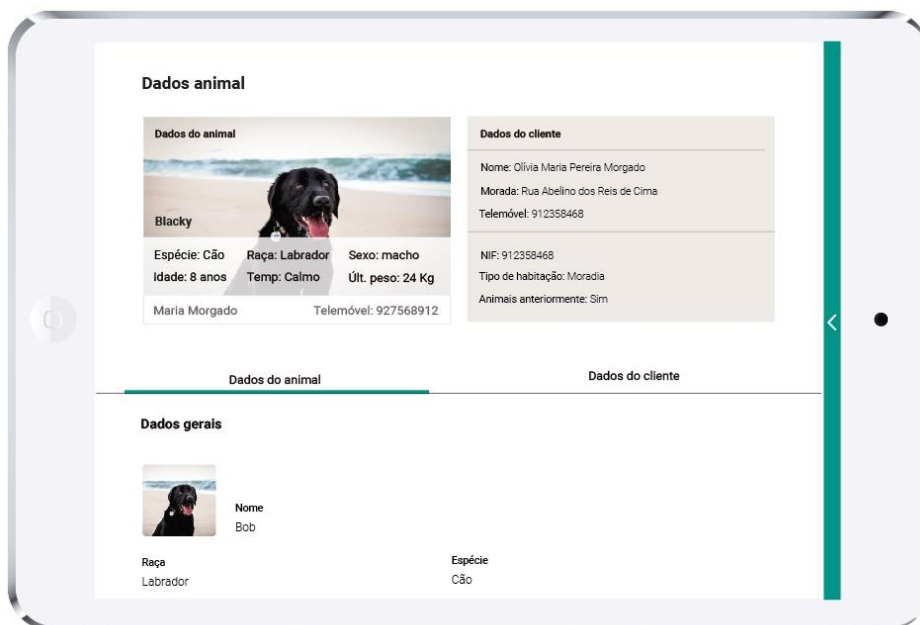 Dados animal
Dados do animal
Blacky
Espécie: Cão Raça: Labrador Sexo: macho
Idade: 8 anos Temp: Calmo Últ. peso: 24 Kg
Maria Morgado Telemóvel: 927568912
Dados do cliente
Nome: Olívia Maria Pereira Morgado
Morada: Rua Abelino dos Reis de Cima
Telemóvel: 912358468
NIF: 912358468
Tipo de habitação: Moradia
Animais anteriormente: Sim
Dados do animal Dados do cliente
Dados gerais
Nome
Bob
Raça Espécie
Labrador Cão